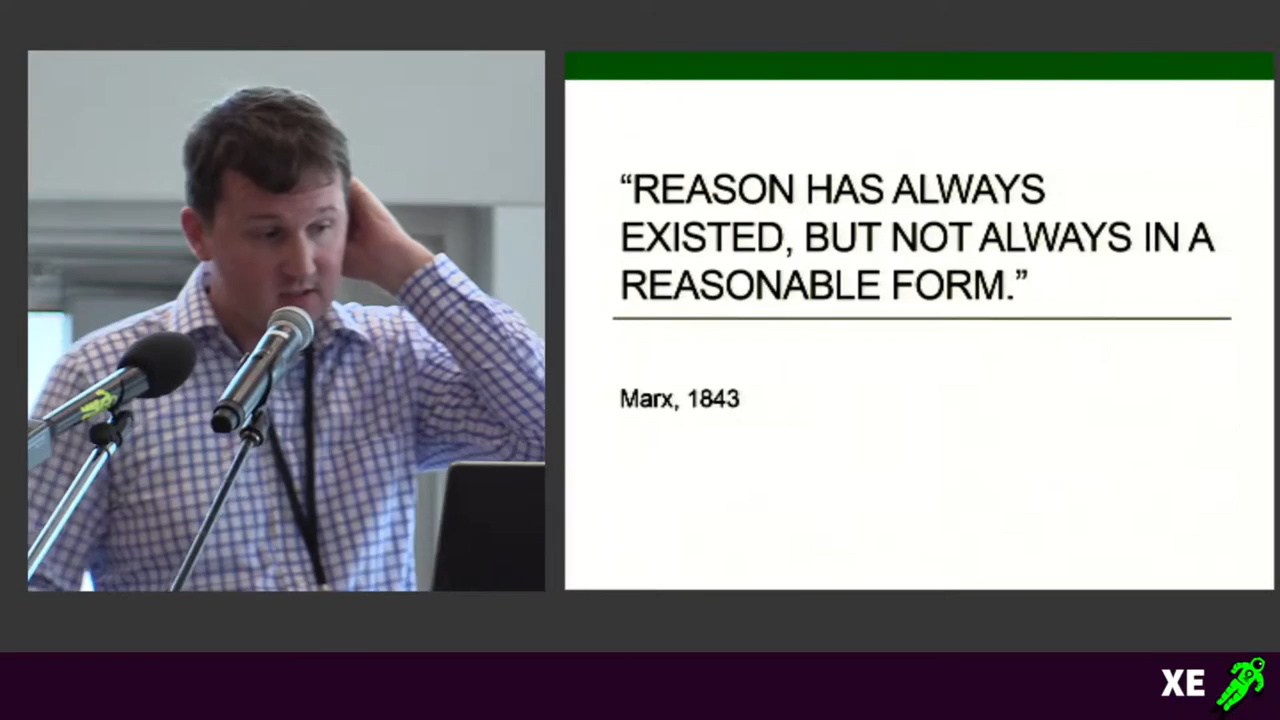 “REASON HAS ALWAYS
EXISTED, BUT NOT ALWAYS IN A
REASONABLE FORM.”
Marx, 1843
XE